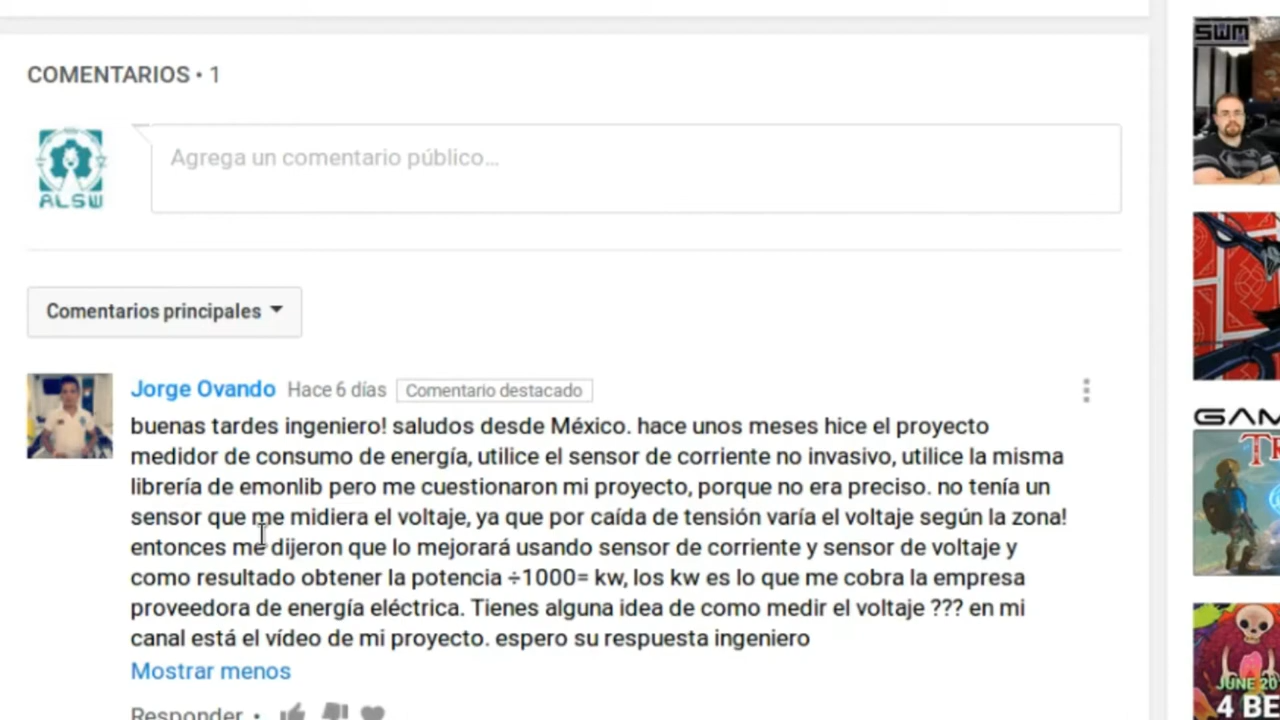 COMENTARIOS • 1
Agrega un comentario público...
ALSW
Comentarios principales
Jorge Ovando Hace 6 días Comentario destacado
buenas tardes ingeniero! saludos desde México. hace unos meses hice el proyecto
medidor de consumo de energía, utilice el sensor de corriente no invasivo, utilice la misma
librería de emonlib pero me cuestionaron mi proyecto, porque no era preciso. no tenía un
sensor que me midiera el voltaje, ya que por caída de tensión varía el voltaje según la zona!
entonces me dijeron que lo mejorará usando sensor de corriente y sensor de voltaje y
como resultado obtener la potencia ÷1000= kw, los kw es lo que me cobra la empresa
proveedora de energía eléctrica. Tienes alguna idea de como medir el voltaje ??? en mi
canal está el vídeo de mi proyecto. espero su respuesta ingeniero
Mostrar menos
Responder •
SWM
GAM
JUNE 20
4 BE